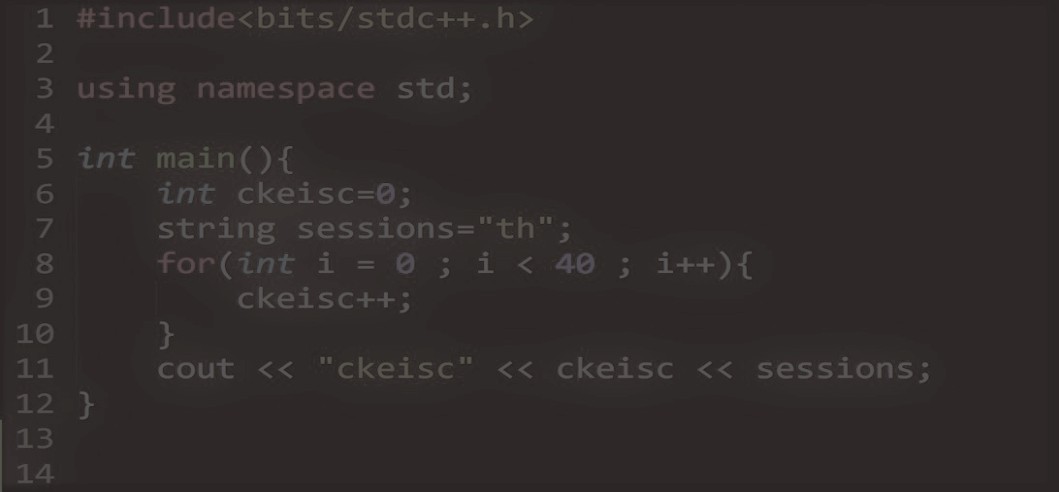 1 #include<bits/stdc++.h>
2
3 using namespace std;
4
5 int main(){
6     int ckeisc=0;
7     string sessions="th";
8     for(int i = 0 ; i < 40 ; i++){
9         ckeisc++;
10     }
11     cout << "ckeisc" << ckeisc << sessions;
12 }
13
14